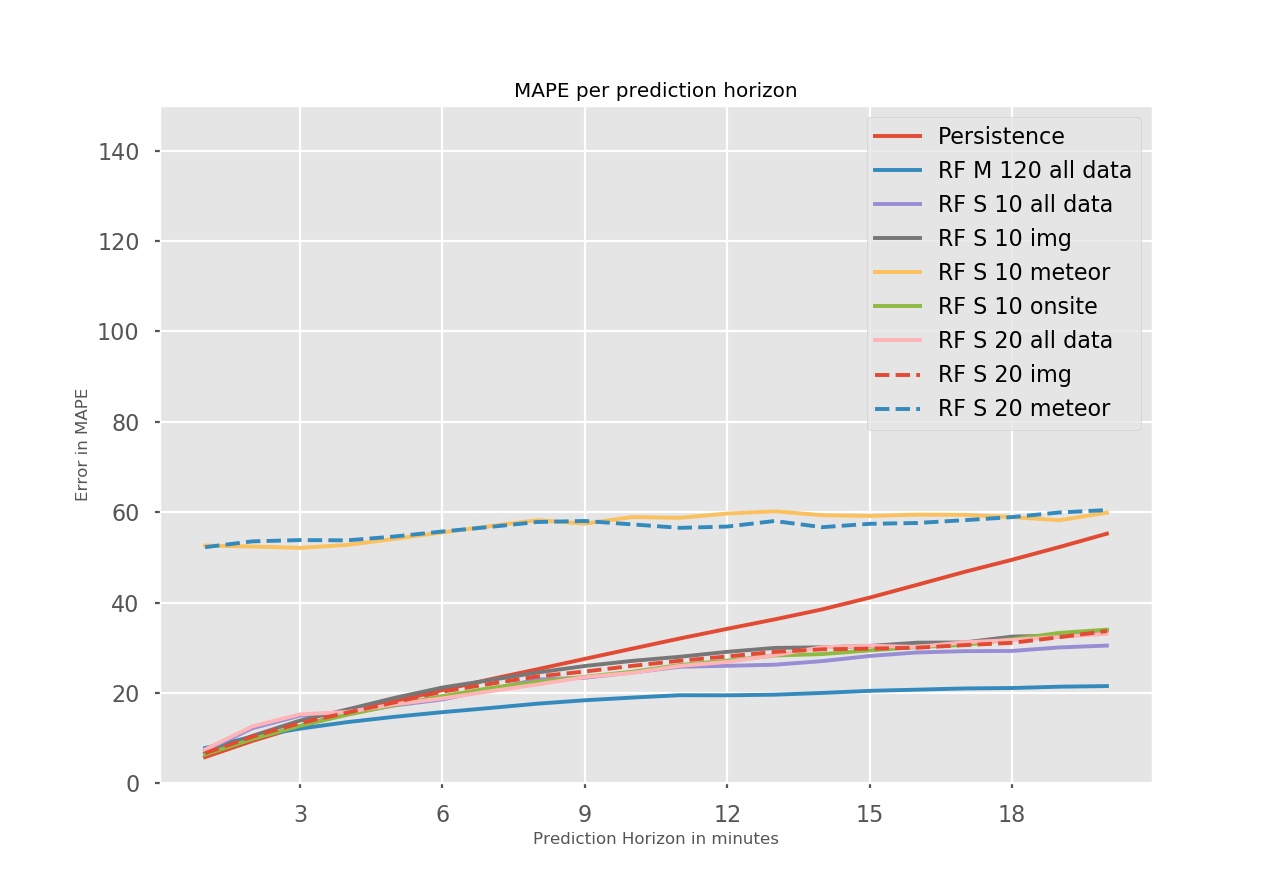 MAPE per prediction horizon
Persistence
RF M 120 all data
RF S 10 all data
RF S 10 img
RF S 10 meteor
RF S 10 onsite
RF S 20 all data
RF S 20 img
RF S 20 meteor
Error in MAPE
140
120
100
80
60
40
20
0
3 6 9 12 15 18
Prediction Horizon in minutes